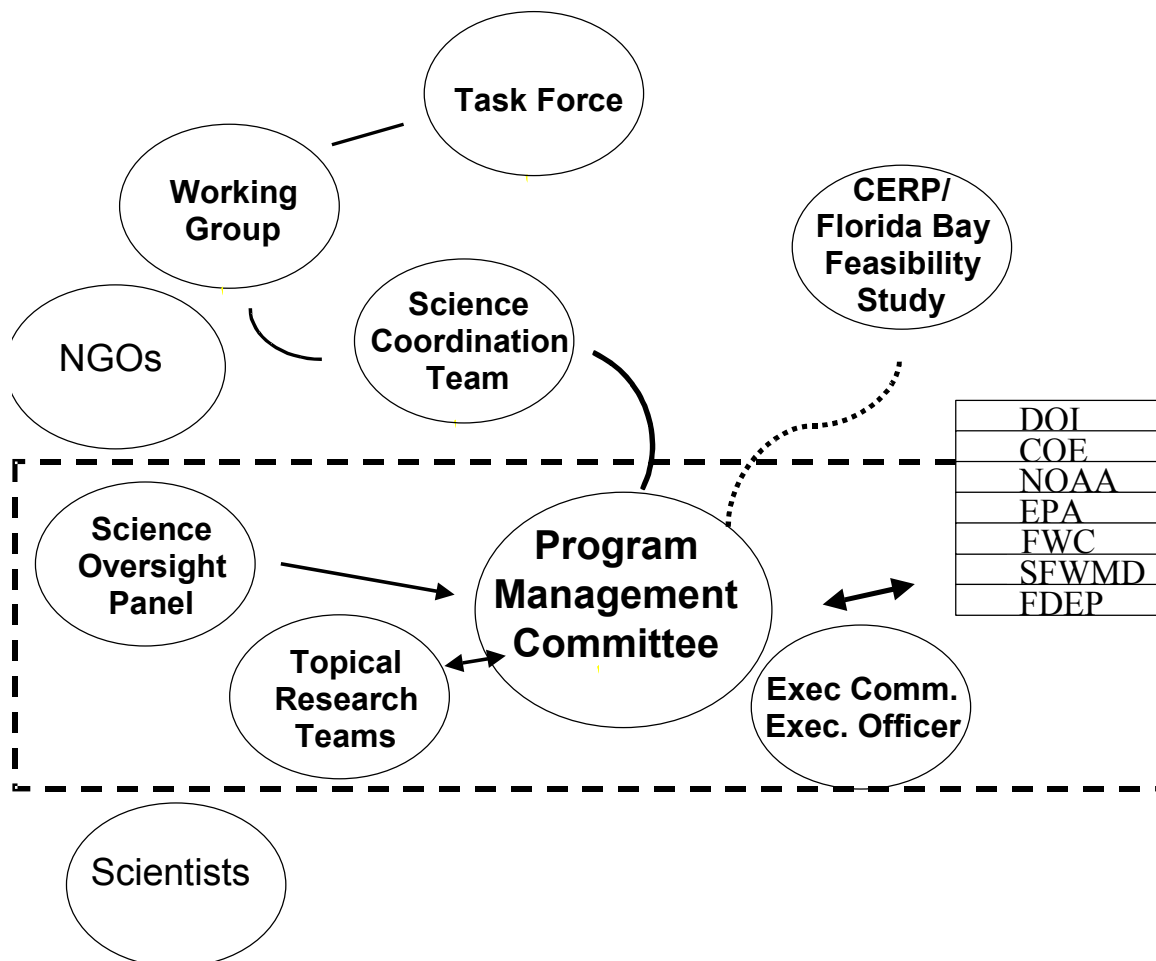 Task Force
Working
Group
CERP/
Florida Bay
Feasibility
Study
Science
Coordination
Team
NGOs
DOI
COE
NOAA
EPA
FWC
SFWMD
FDEP
Science
Oversight
Panel
Program
Management
Committee
Topical
Research
Teams
Exec Comm.
Exec. Officer
Scientists